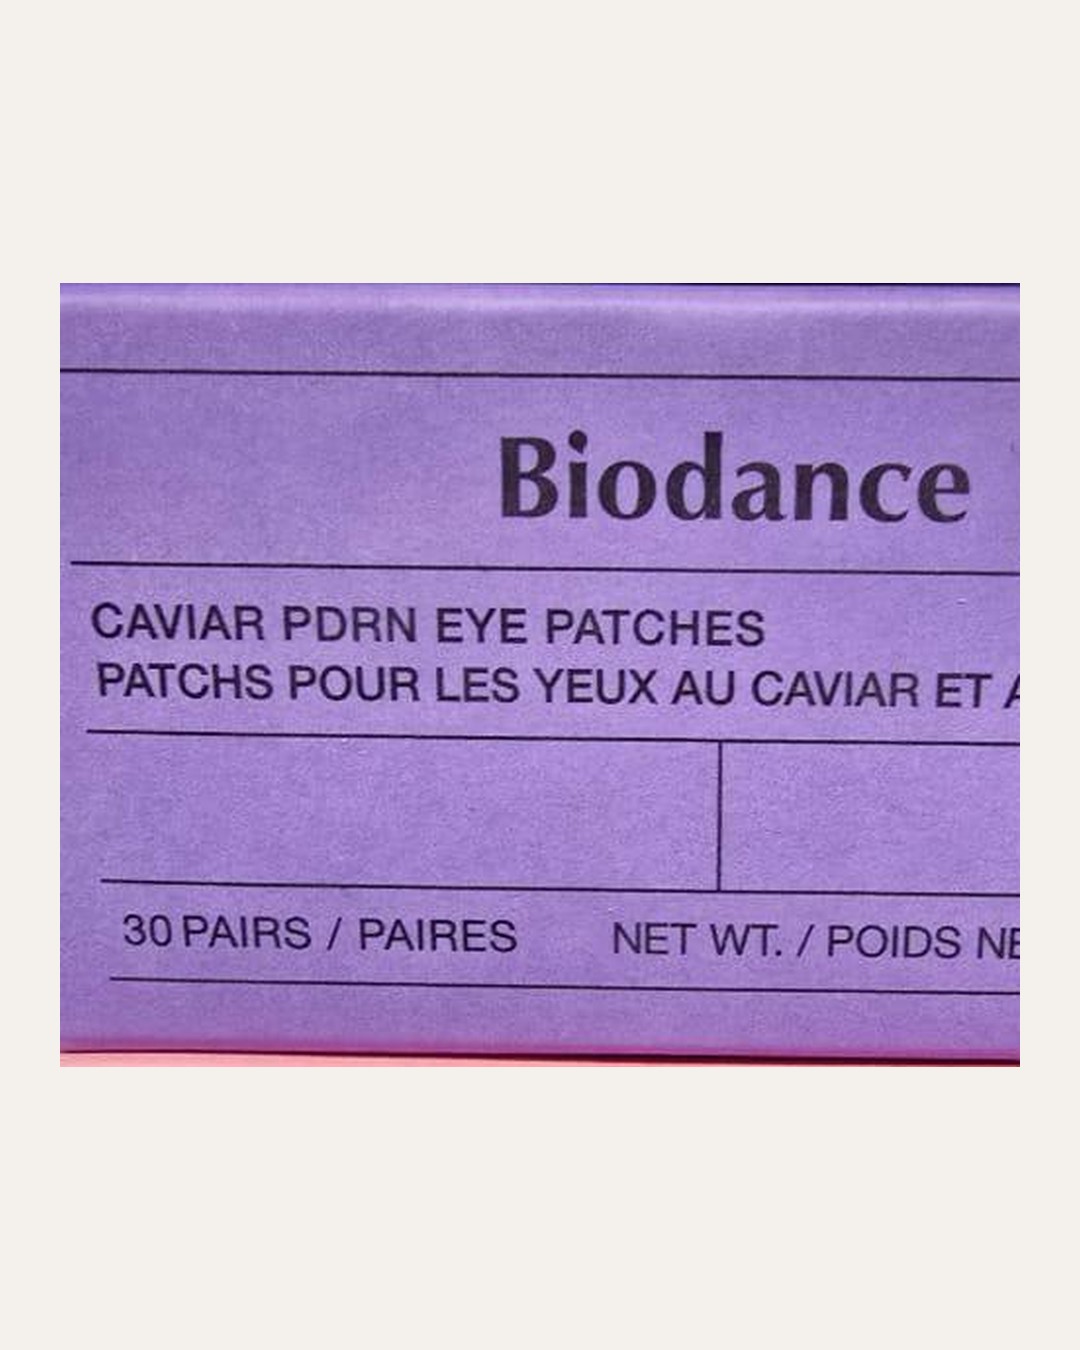 Biodance
CAVIAR PDRN EYE PATCHES
PATCHS POUR LES YEUX AU CAVIAR ET
30 PAIRS / PAIRES NET WT. / POIDS